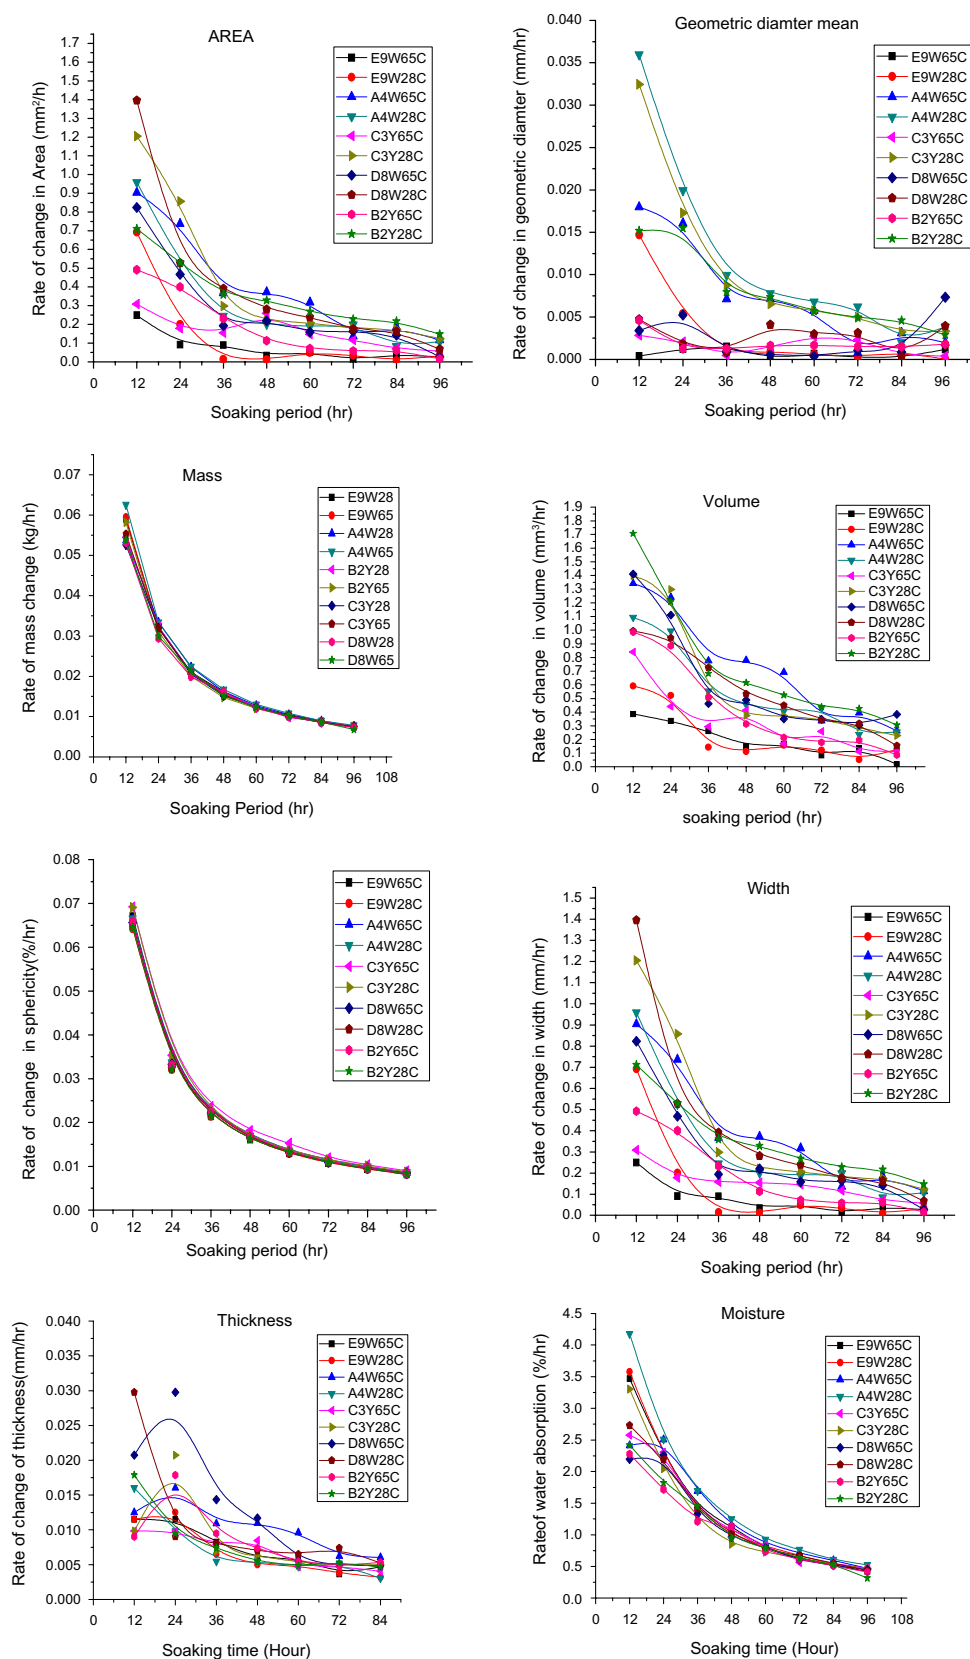 AREA
Rate of change in Area (mm²/h)
1.7
1.6
1.5
1.4
1.3
1.2
1.1
1.0
0.9
0.8
0.7
0.6
0.5
0.4
0.3
0.2
0.1
0.0
0 12 24 36 48 60 72 84 96
Soaking period (hr)
E9W65C
E9W28C
A4W65C
A4W28C
C3Y65C
C3Y28C
D8W65C
D8W28C
B2Y65C
B2Y28C
Geometric diamter mean
Rate of change in geometric diamter (mm/hr)
0.040
0.035
0.030
0.025
0.020
0.015
0.010
0.005
0.000
0 12 24 36 48 60 72 84 96
Soaking period (hr)
E9W65C
E9W28C
A4W65C
A4W28C
C3Y65C
C3Y28C
D8W65C
D8W28C
B2Y65C
B2Y28C
Mass
Rate of mass change (kg/hr)
0.07
0.06
0.05
0.04
0.03
0.02
0.01
0.00
0 12 24 36 48 60 72 84 96 108
Soaking Period (hr)
E9W28
E9W65
A4W28
A4W65
B2Y28
B2Y65
C3Y28
C3Y65
D8W28
D8W65
Volume
Rate of change in volume (mm³/hr)
1.9
1.8
1.7
1.6
1.5
1.4
1.3
1.2
1.1
1.0
0.9
0.8
0.7
0.6
0.5
0.4
0.3
0.2
0.1
0.0
0 12 24 36 48 60 72 84 96
soaking period (hr)
E9W65C
E9W28C
A4W65C
A4W28C
C3Y65C
C3Y28C
D8W65C
D8W28C
B2Y65C
B2Y28C
Rate of change in sphericity(%/hr)
0.08
0.07
0.06
0.05
0.04
0.03
0.02
0.01
0.00
0 12 24 36 48 60 72 84 96
Soaking period (hr)
E9W65C
E9W28C
A4W65C
A4W28C
C3Y65C
C3Y28C
D8W65C
D8W28C
B2Y65C
B2Y28C
Width
Rate of change in width (mm/hr)
1.5
1.4
1.3
1.2
1.1
1.0
0.9
0.8
0.7
0.6
0.5
0.4
0.3
0.2
0.1
0.0
0 12 24 36 48 60 72 84 96
Soaking period (hr)
E9W65C
E9W28C
A4W65C
A4W28C
C3Y65C
C3Y28C
D8W65C
D8W28C
B2Y65C
B2Y28C
Thickness
Rate of change of thickness(mm/hr)
0.040
0.035
0.030
0.025
0.020
0.015
0.010
0.005
0.000
0 12 24 36 48 60 72 84
Soaking time (Hour)
E9W65C
E9W28C
A4W65C
A4W28C
C3Y65C
C3Y28C
D8W65C
D8W28C
B2Y65C
B2Y28C
Moisture
Rateof water absorptiion (%/hr)
4.5
4.0
3.5
3.0
2.5
2.0
1.5
1.0
0.5
0.0
0 12 24 36 48 60 72 84 96 108
Soaking time (Hour)
E9W65C
E9W28C
A4W65C
A4W28C
C3Y65C
C3Y28C
D8W65C
D8W28C
B2Y65C
B2Y28C